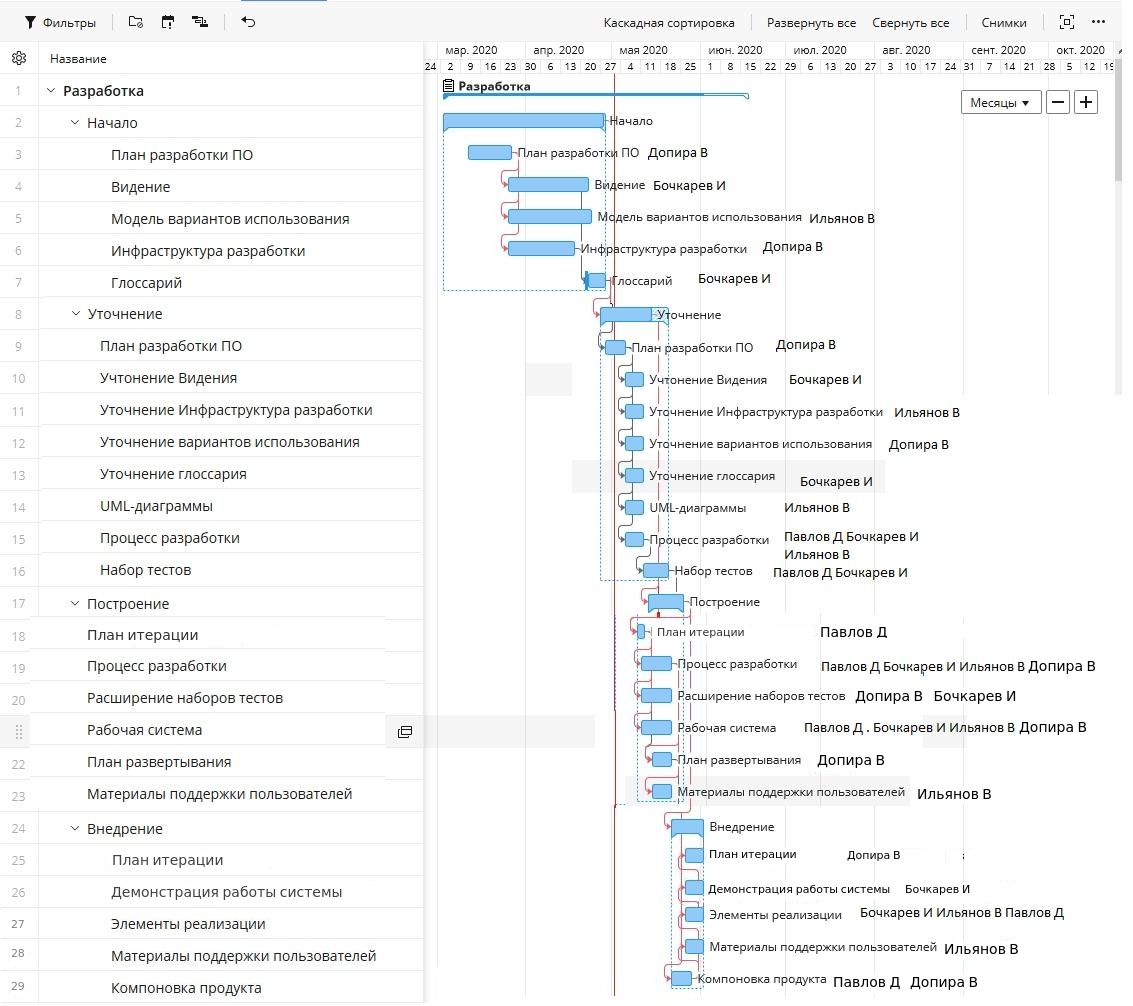 Фильтры Каскадная сортировка Развернуть все Свернуть все Снимки
Название
мар. 2020 апр. 2020 мая 2020 июн. 2020 июл. 2020 авг. 2020 сент. 2020 окт. 2020
24 2 9 16 23 30 6 13 20 27 4 11 18 25 1 8 15 22 29 6 13 20 27 3 10 17 24 31 7 14 21 28 5 12 19
Месяцы
1 Разработка Разработка
2 Начало Начало
3 План разработки ПО План разработки ПО Допира В
4 Видение Видение Бочкарев И
5 Модель вариантов использования Модель вариантов использования Ильянов В
6 Инфраструктура разработки Инфраструктура разработки Допира В
7 Глоссарий Глоссарий Бочкарев И
8 Уточнение Уточнение
9 План разработки ПО План разработки ПО Допира В
10 Учтонение Видения Учтонение Видения Бочкарев И
11 Уточнение Инфраструктура разработки Уточнение Инфраструктура разработки Ильянов В
12 Уточнение вариантов использования Уточнение вариантов использования Допира В
13 Уточнение глоссария Уточнение глоссария Бочкарев И
14 UML-диаграммы UML-диаграммы Ильянов В
15 Процесс разработки Процесс разработки Павлов Д Бочкарев И
Ильянов В
16 Набор тестов Набор тестов Павлов Д Бочкарев И
17 Построение Построение
18 План итерации План итерации Павлов Д
19 Процесс разработки Процесс разработки Павлов Д Бочкарев И Ильянов В Допира В
20 Расширение наборов тестов Расширение наборов тестов Допира В Бочкарев И
Рабочая система Рабочая система Павлов Д . Бочкарев И Ильянов В Допира В
22 План развертывания План развертывания Допира В
23 Материалы поддержки пользователей Материалы поддержки пользователей Ильянов В
24 Внедрение Внедрение
25 План итерации План итерации Допира В
26 Демонстрация работы системы Демонстрация работы системы Бочкарев И
27 Элементы реализации Элементы реализации Бочкарев И Ильянов В Павлов Д
28 Материалы поддержки пользователей Материалы поддержки пользователей Ильянов В
29 Компоновка продукта Компоновка продукта Павлов Д Допира В